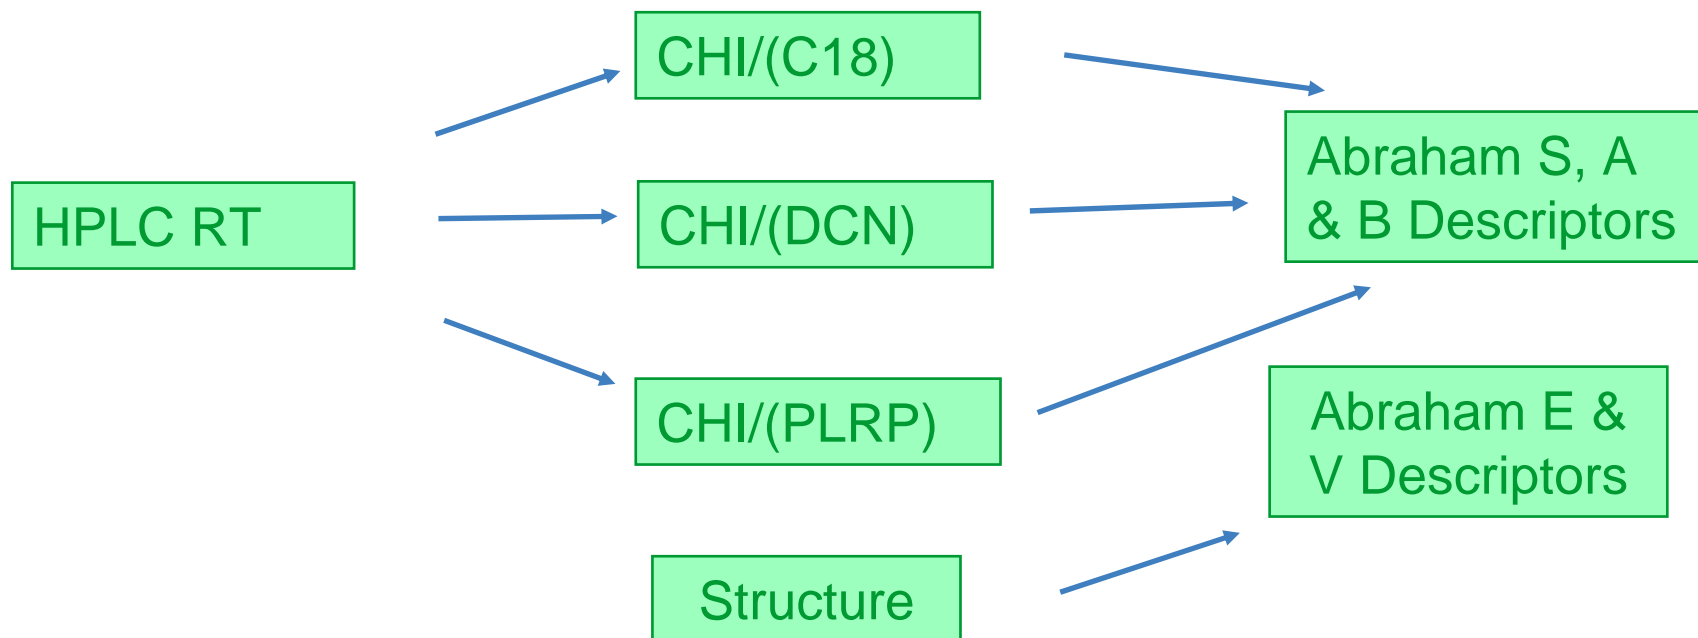 HPLC RT
CHI/(C18)
CHI/(DCN)
CHI/(PLRP)
Structure
Abraham S, A
& B Descriptors
Abraham E &
V Descriptors